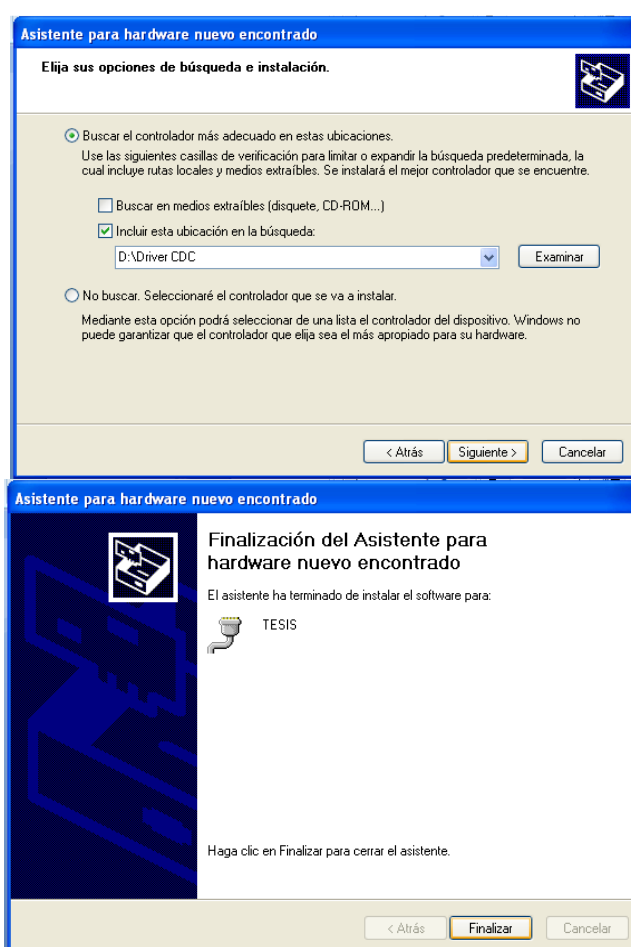 Asistente para hardware nuevo encontrado
Elija sus opciones de búsqueda e instalación.
Buscar el controlador más adecuado en estas ubicaciones.
Use las siguientes casillas de verificación para limitar o expandir la búsqueda predeterminada, la
cual incluye rutas locales y medios extraíbles. Se instalará el mejor controlador que se encuentre.
Buscar en medios extraíbles (disquete, CD-ROM...)
Incluir esta ubicación en la búsqueda:
D:\Driver CDC
Examinar
No buscar. Seleccionaré el controlador que se va a instalar.
Mediante esta opción podrá seleccionar de una lista el controlador del dispositivo. Windows no
puede garantizar que el controlador que elija sea el más apropiado para su hardware.
< Atrás
Siguiente >
Cancelar
Asistente para hardware nuevo encontrado
Finalización del Asistente para
hardware nuevo encontrado
El asistente ha terminado de instalar el software para:
TESIS
Haga clic en Finalizar para cerrar el asistente.
< Atrás
Finalizar
Cancelar